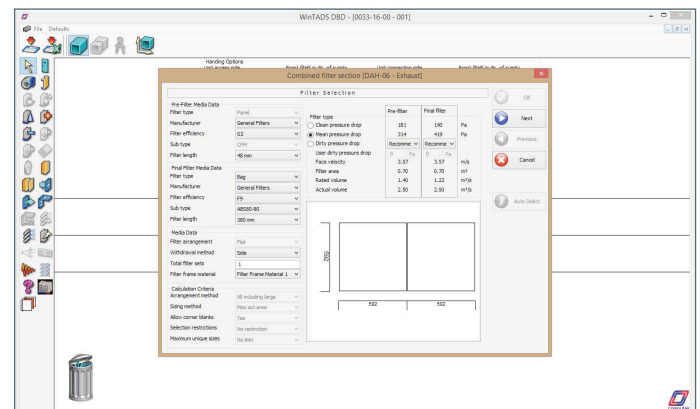 WinTADS DBD - [0033-16-00 - 001]
File Defaults
Handing Options
Combined filter section [DAH-06 - Exhaust]
Filter Selection
Pre-Filter Media Data
Filter type Panel
Manufacturer General Filters
Filter efficiency G2
Sub type CPM
Filter length 48 mm
Final Filter Media Data
Filter type Bag
Manufacturer General Filters
Filter efficiency F9
Sub type ABS80-80
Filter length 380 mm
Media Data
Filter arrangement Flat
Withdrawal method Side
Total filter sets 1
Filter frame material Filter Frame Material 1
Calculation Criteria
Arrangement method All including large
Sizing method Max act area
Allow corner blanks Yes
Selection restrictions No restriction
Maximum unique sizes No limit
Pre-filter Final filter
Filter type
Clean pressure drop 181 140 Pa
Mean pressure drop 314 419 Pa
Dirty pressure drop Recomme Recomme
User dirty pressure drop 0 Pa 0 Pa
Face velocity 3.57 3.57 m/s
Filter area 0.70 0.70 m²
Rated volume 1.40 1.22 m³/s
Actual volume 2.50 2.50 m³/s
592
592 592
OK
Next
Previous
Cancel
Auto Select